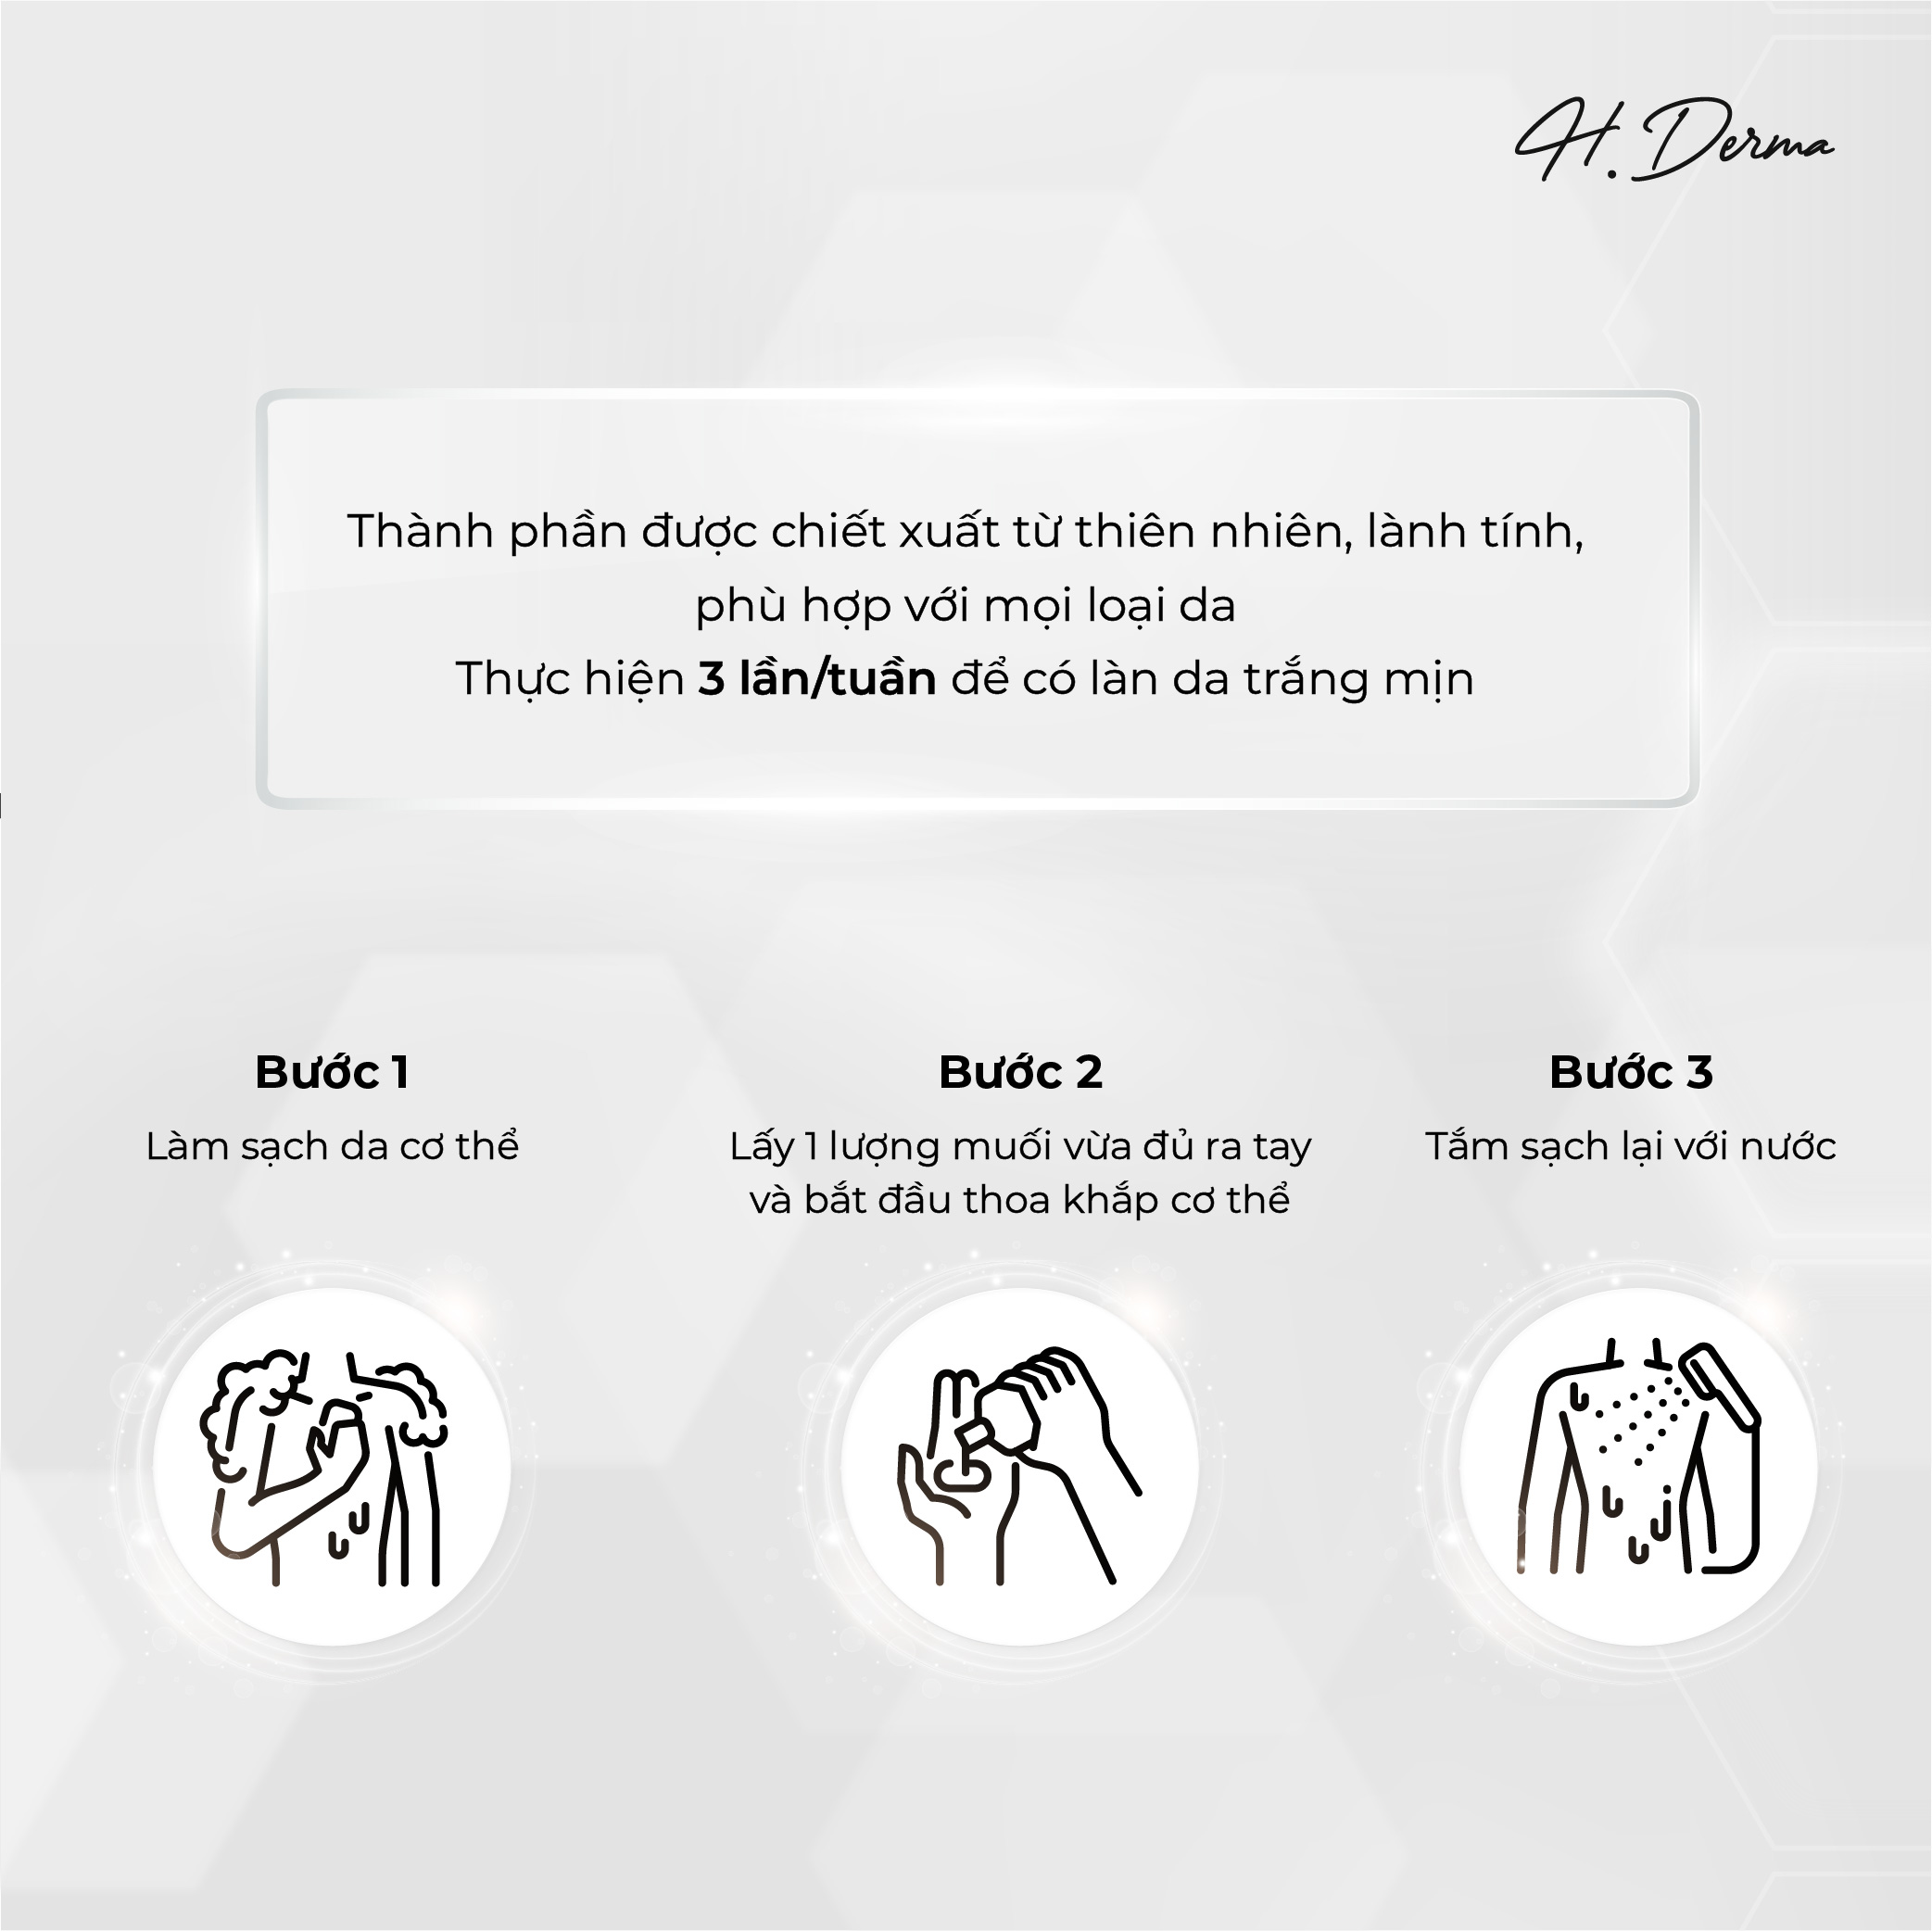 H. Derma
Thành phần được chiết xuất từ thiên nhiên, lành tính,
phù hợp với mọi loại da
Thực hiện 3 lần/tuần để có làn da trắng mịn
Bước 1
Làm sạch da cơ thể
Bước 2
Lấy 1 lượng muối vừa đủ ra tay
và bắt đầu thoa khắp cơ thể
Bước 3
Tắm sạch lại với nước